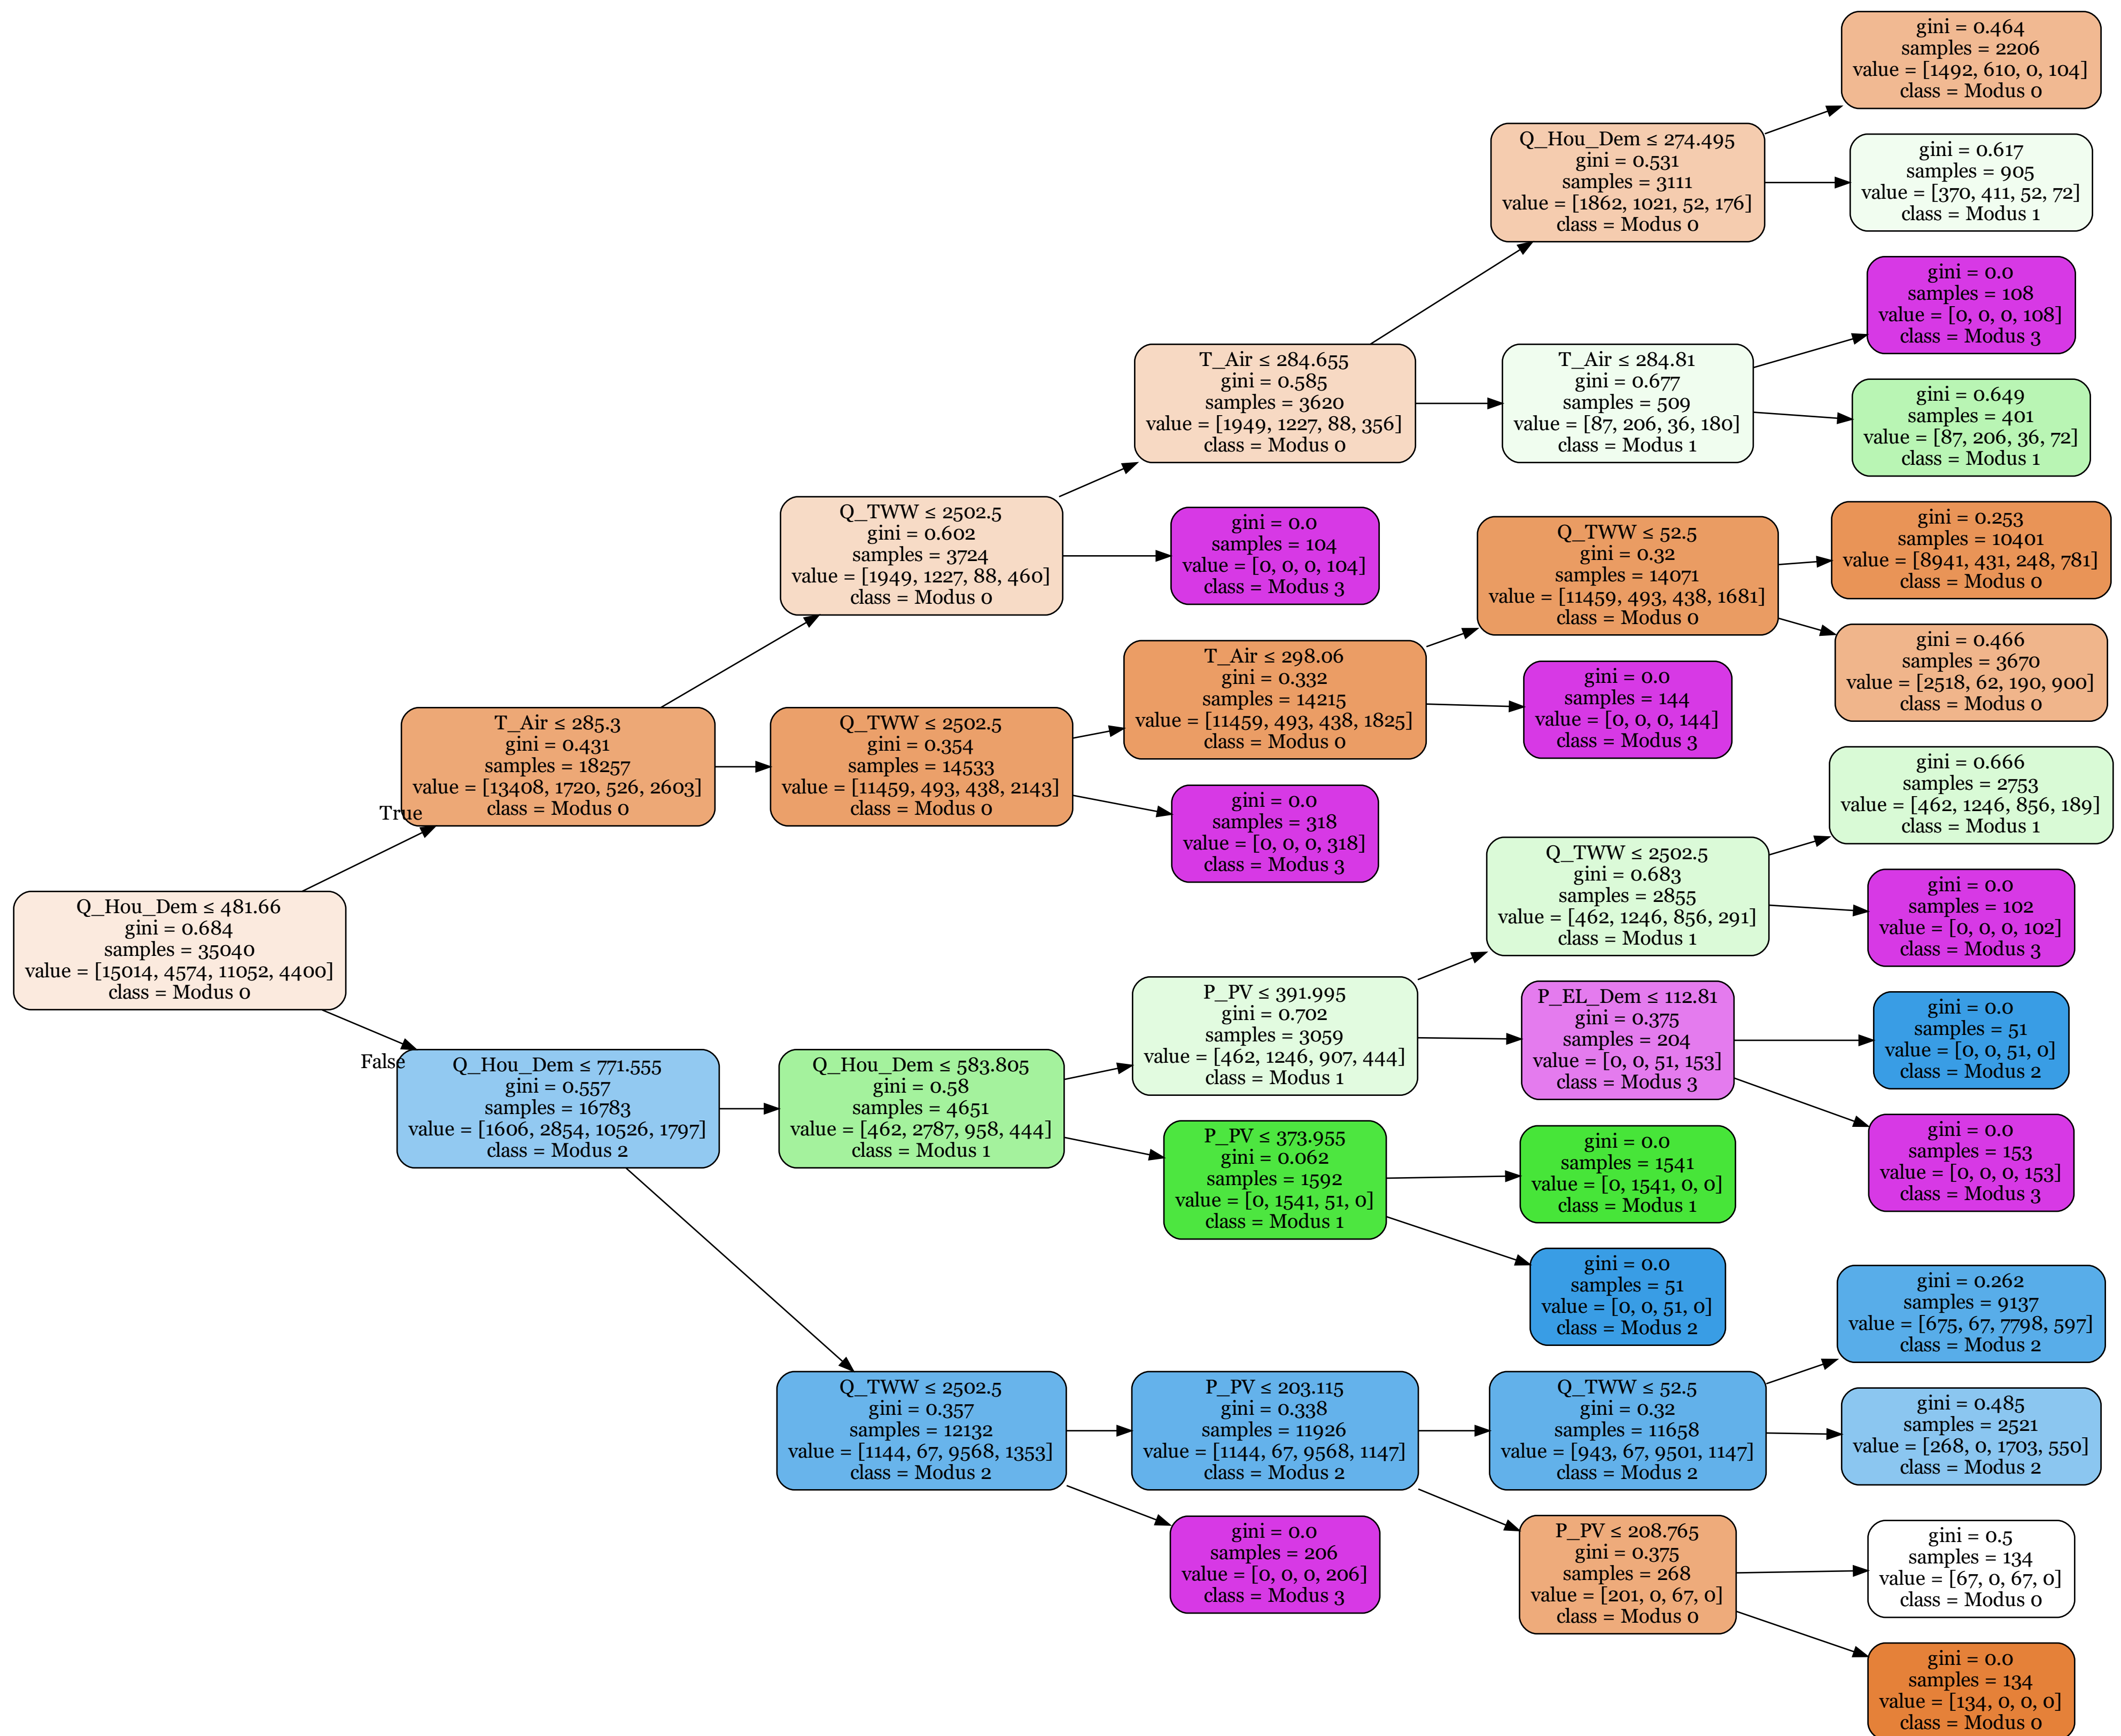 gini = 0.464
samples = 2206
value = [1492, 610, 0, 104]
class = Modus 0
Q_Hou_Dem ≤ 274.495
gini = 0.531
samples = 3111
value = [1862, 1021, 52, 176]
class = Modus 0
gini = 0.617
samples = 905
value = [370, 411, 52, 72]
class = Modus 1
gini = 0.0
samples = 108
value = [0, 0, 0, 108]
class = Modus 3
T_Air ≤ 284.655
gini = 0.585
samples = 3620
value = [1949, 1227, 88, 356]
class = Modus 0
T_Air ≤ 284.81
gini = 0.677
samples = 509
value = [87, 206, 36, 180]
class = Modus 1
gini = 0.649
samples = 401
value = [87, 206, 36, 72]
class = Modus 1
Q_TWW ≤ 2502.5
gini = 0.602
samples = 3724
value = [1949, 1227, 88, 460]
class = Modus 0
gini = 0.0
samples = 104
value = [0, 0, 0, 104]
class = Modus 3
Q_TWW ≤ 52.5
gini = 0.32
samples = 14071
value = [11459, 493, 438, 1681]
class = Modus 0
gini = 0.253
samples = 10401
value = [8941, 431, 248, 781]
class = Modus 0
T_Air ≤ 298.06
gini = 0.332
samples = 14215
value = [11459, 493, 438, 1825]
class = Modus 0
gini = 0.466
samples = 3670
value = [2518, 62, 190, 900]
class = Modus 0
gini = 0.0
samples = 144
value = [0, 0, 0, 144]
class = Modus 3
T_Air ≤ 285.3
gini = 0.431
samples = 18257
value = [13408, 1720, 526, 2603]
class = Modus 0
True
Q_TWW ≤ 2502.5
gini = 0.354
samples = 14533
value = [11459, 493, 438, 2143]
class = Modus 0
gini = 0.0
samples = 318
value = [0, 0, 0, 318]
class = Modus 3
gini = 0.666
samples = 2753
value = [462, 1246, 856, 189]
class = Modus 1
Q_TWW ≤ 2502.5
gini = 0.683
samples = 2855
value = [462, 1246, 856, 291]
class = Modus 1
gini = 0.0
samples = 102
value = [0, 0, 0, 102]
class = Modus 3
Q_Hou_Dem ≤ 481.66
gini = 0.684
samples = 35040
value = [15014, 4574, 11052, 4400]
class = Modus 0
False
P_PV ≤ 391.995
gini = 0.702
samples = 3059
value = [462, 1246, 907, 444]
class = Modus 1
P_EL_Dem ≤ 112.81
gini = 0.375
samples = 204
value = [0, 0, 51, 153]
class = Modus 3
gini = 0.0
samples = 51
value = [0, 0, 51, 0]
class = Modus 2
Q_Hou_Dem ≤ 771.555
gini = 0.557
samples = 16783
value = [1606, 2854, 10526, 1797]
class = Modus 2
Q_Hou_Dem ≤ 583.805
gini = 0.58
samples = 4651
value = [462, 2787, 958, 444]
class = Modus 1
P_PV ≤ 373.955
gini = 0.062
samples = 1592
value = [0, 1541, 51, 0]
class = Modus 1
gini = 0.0
samples = 1541
value = [0, 1541, 0, 0]
class = Modus 1
gini = 0.0
samples = 153
value = [0, 0, 0, 153]
class = Modus 3
gini = 0.0
samples = 51
value = [0, 0, 51, 0]
class = Modus 2
gini = 0.262
samples = 9137
value = [675, 67, 7798, 597]
class = Modus 2
Q_TWW ≤ 2502.5
gini = 0.357
samples = 12132
value = [1144, 67, 9568, 1353]
class = Modus 2
P_PV ≤ 203.115
gini = 0.338
samples = 11926
value = [1144, 67, 9568, 1147]
class = Modus 2
Q_TWW ≤ 52.5
gini = 0.32
samples = 11658
value = [943, 67, 9501, 1147]
class = Modus 2
gini = 0.485
samples = 2521
value = [268, 0, 1703, 550]
class = Modus 2
gini = 0.0
samples = 206
value = [0, 0, 0, 206]
class = Modus 3
P_PV ≤ 208.765
gini = 0.375
samples = 268
value = [201, 0, 67, 0]
class = Modus 0
gini = 0.5
samples = 134
value = [67, 0, 67, 0]
class = Modus 0
gini = 0.0
samples = 134
value = [134, 0, 0, 0]
class = Modus 0